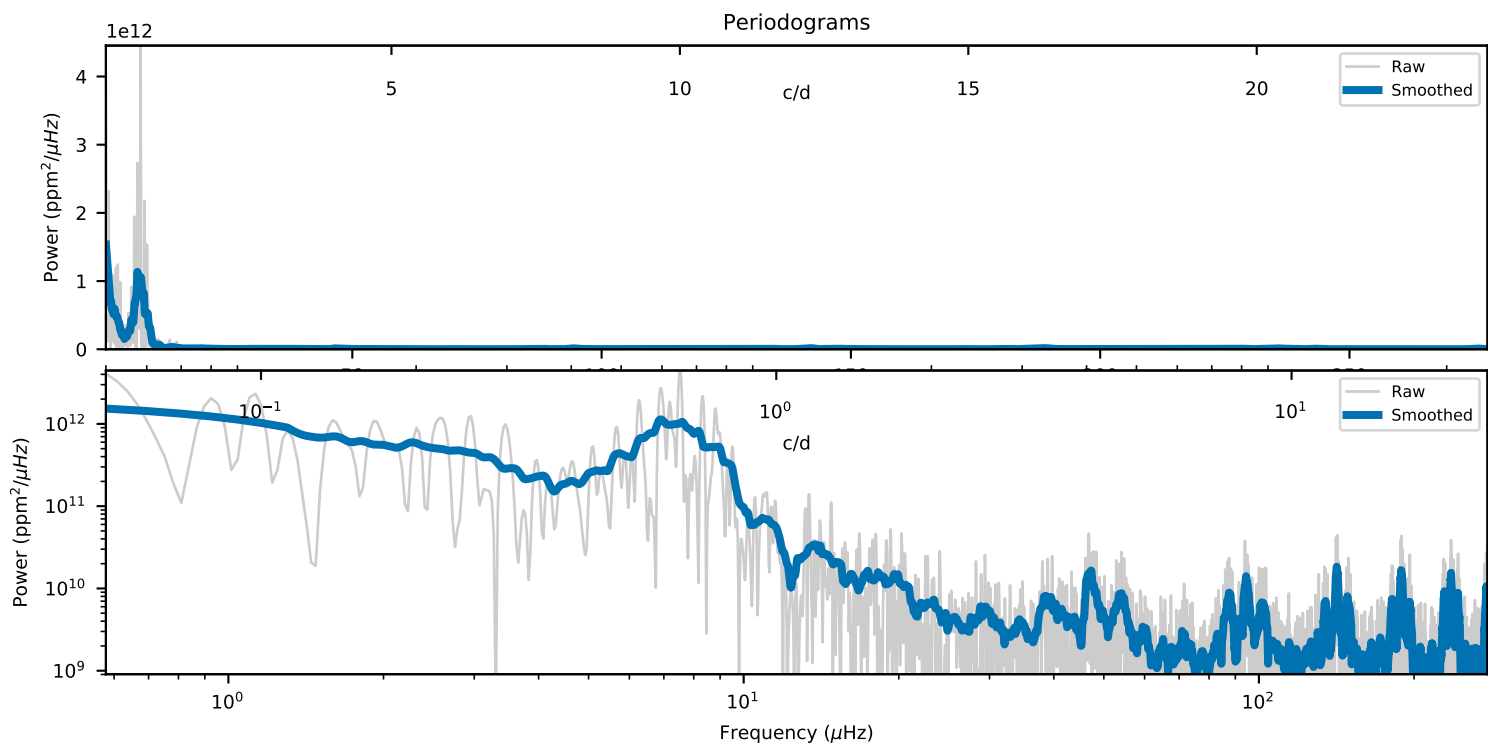 Periodograms
1e12
Power (ppm²/μHz)
4
3
2
1
0
5
10
15
20
c/d
Raw
Smoothed
Power (ppm²/μHz)
10¹²
10¹¹
10¹⁰
10⁹
10⁻¹
10⁰
10¹
c/d
Raw
Smoothed
10⁰
10¹
10²
Frequency (μHz)